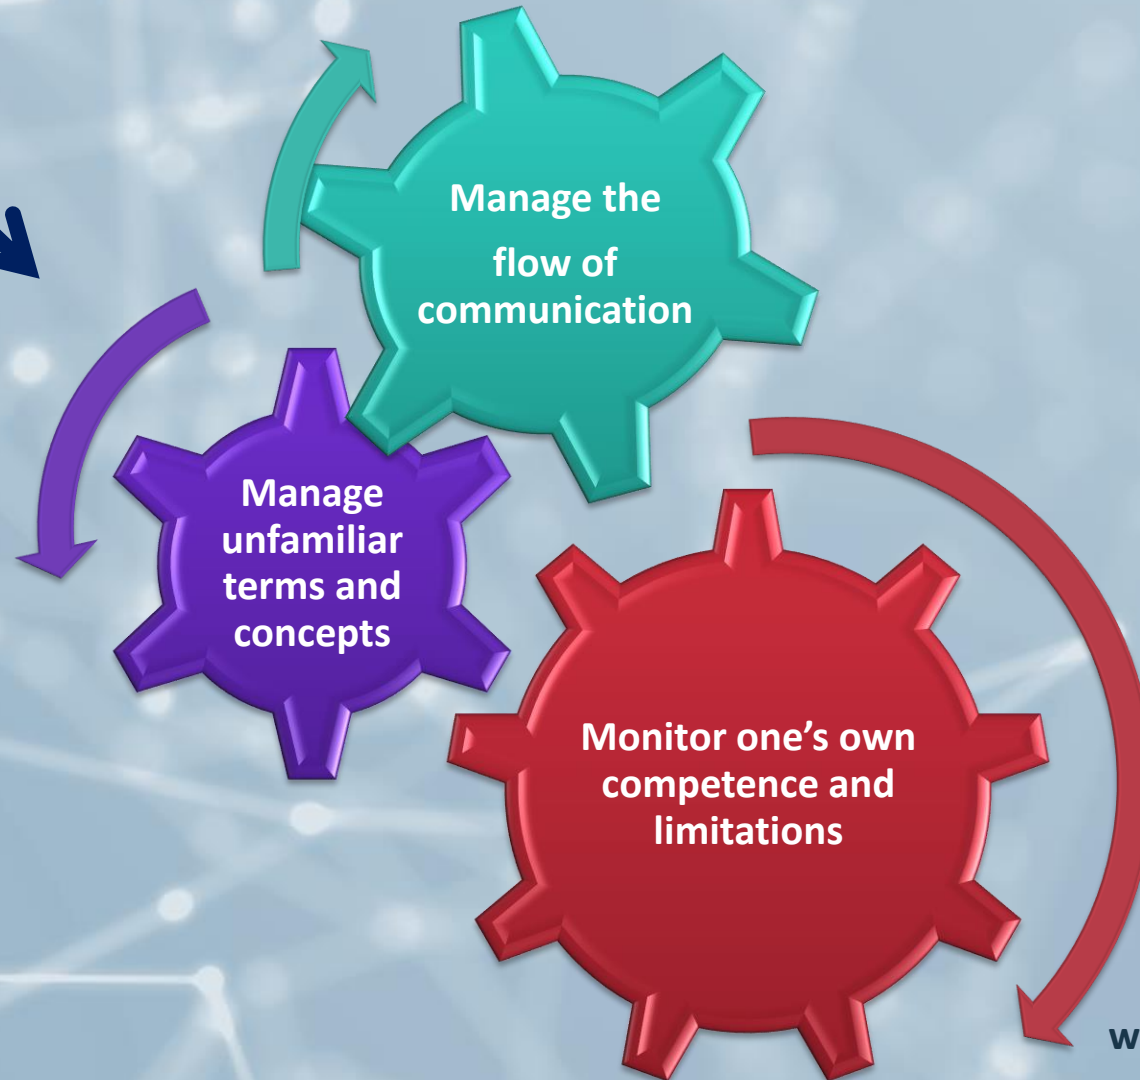 Manage the
flow of
communication
Manage
unfamiliar
terms and
concepts
Monitor one’s own
competence and
limitations